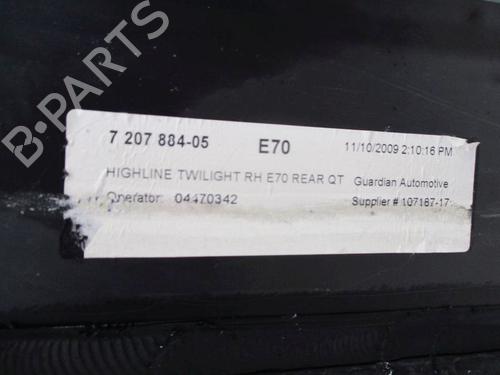 B-PARTS
7 207 884-05 E70 11/10/2009 2:10:16 PM
HIGHLINE TWILIGHT RH E70 REAR QT Guardian Automotive
Operator: 04470342 Supplier # 107187-17